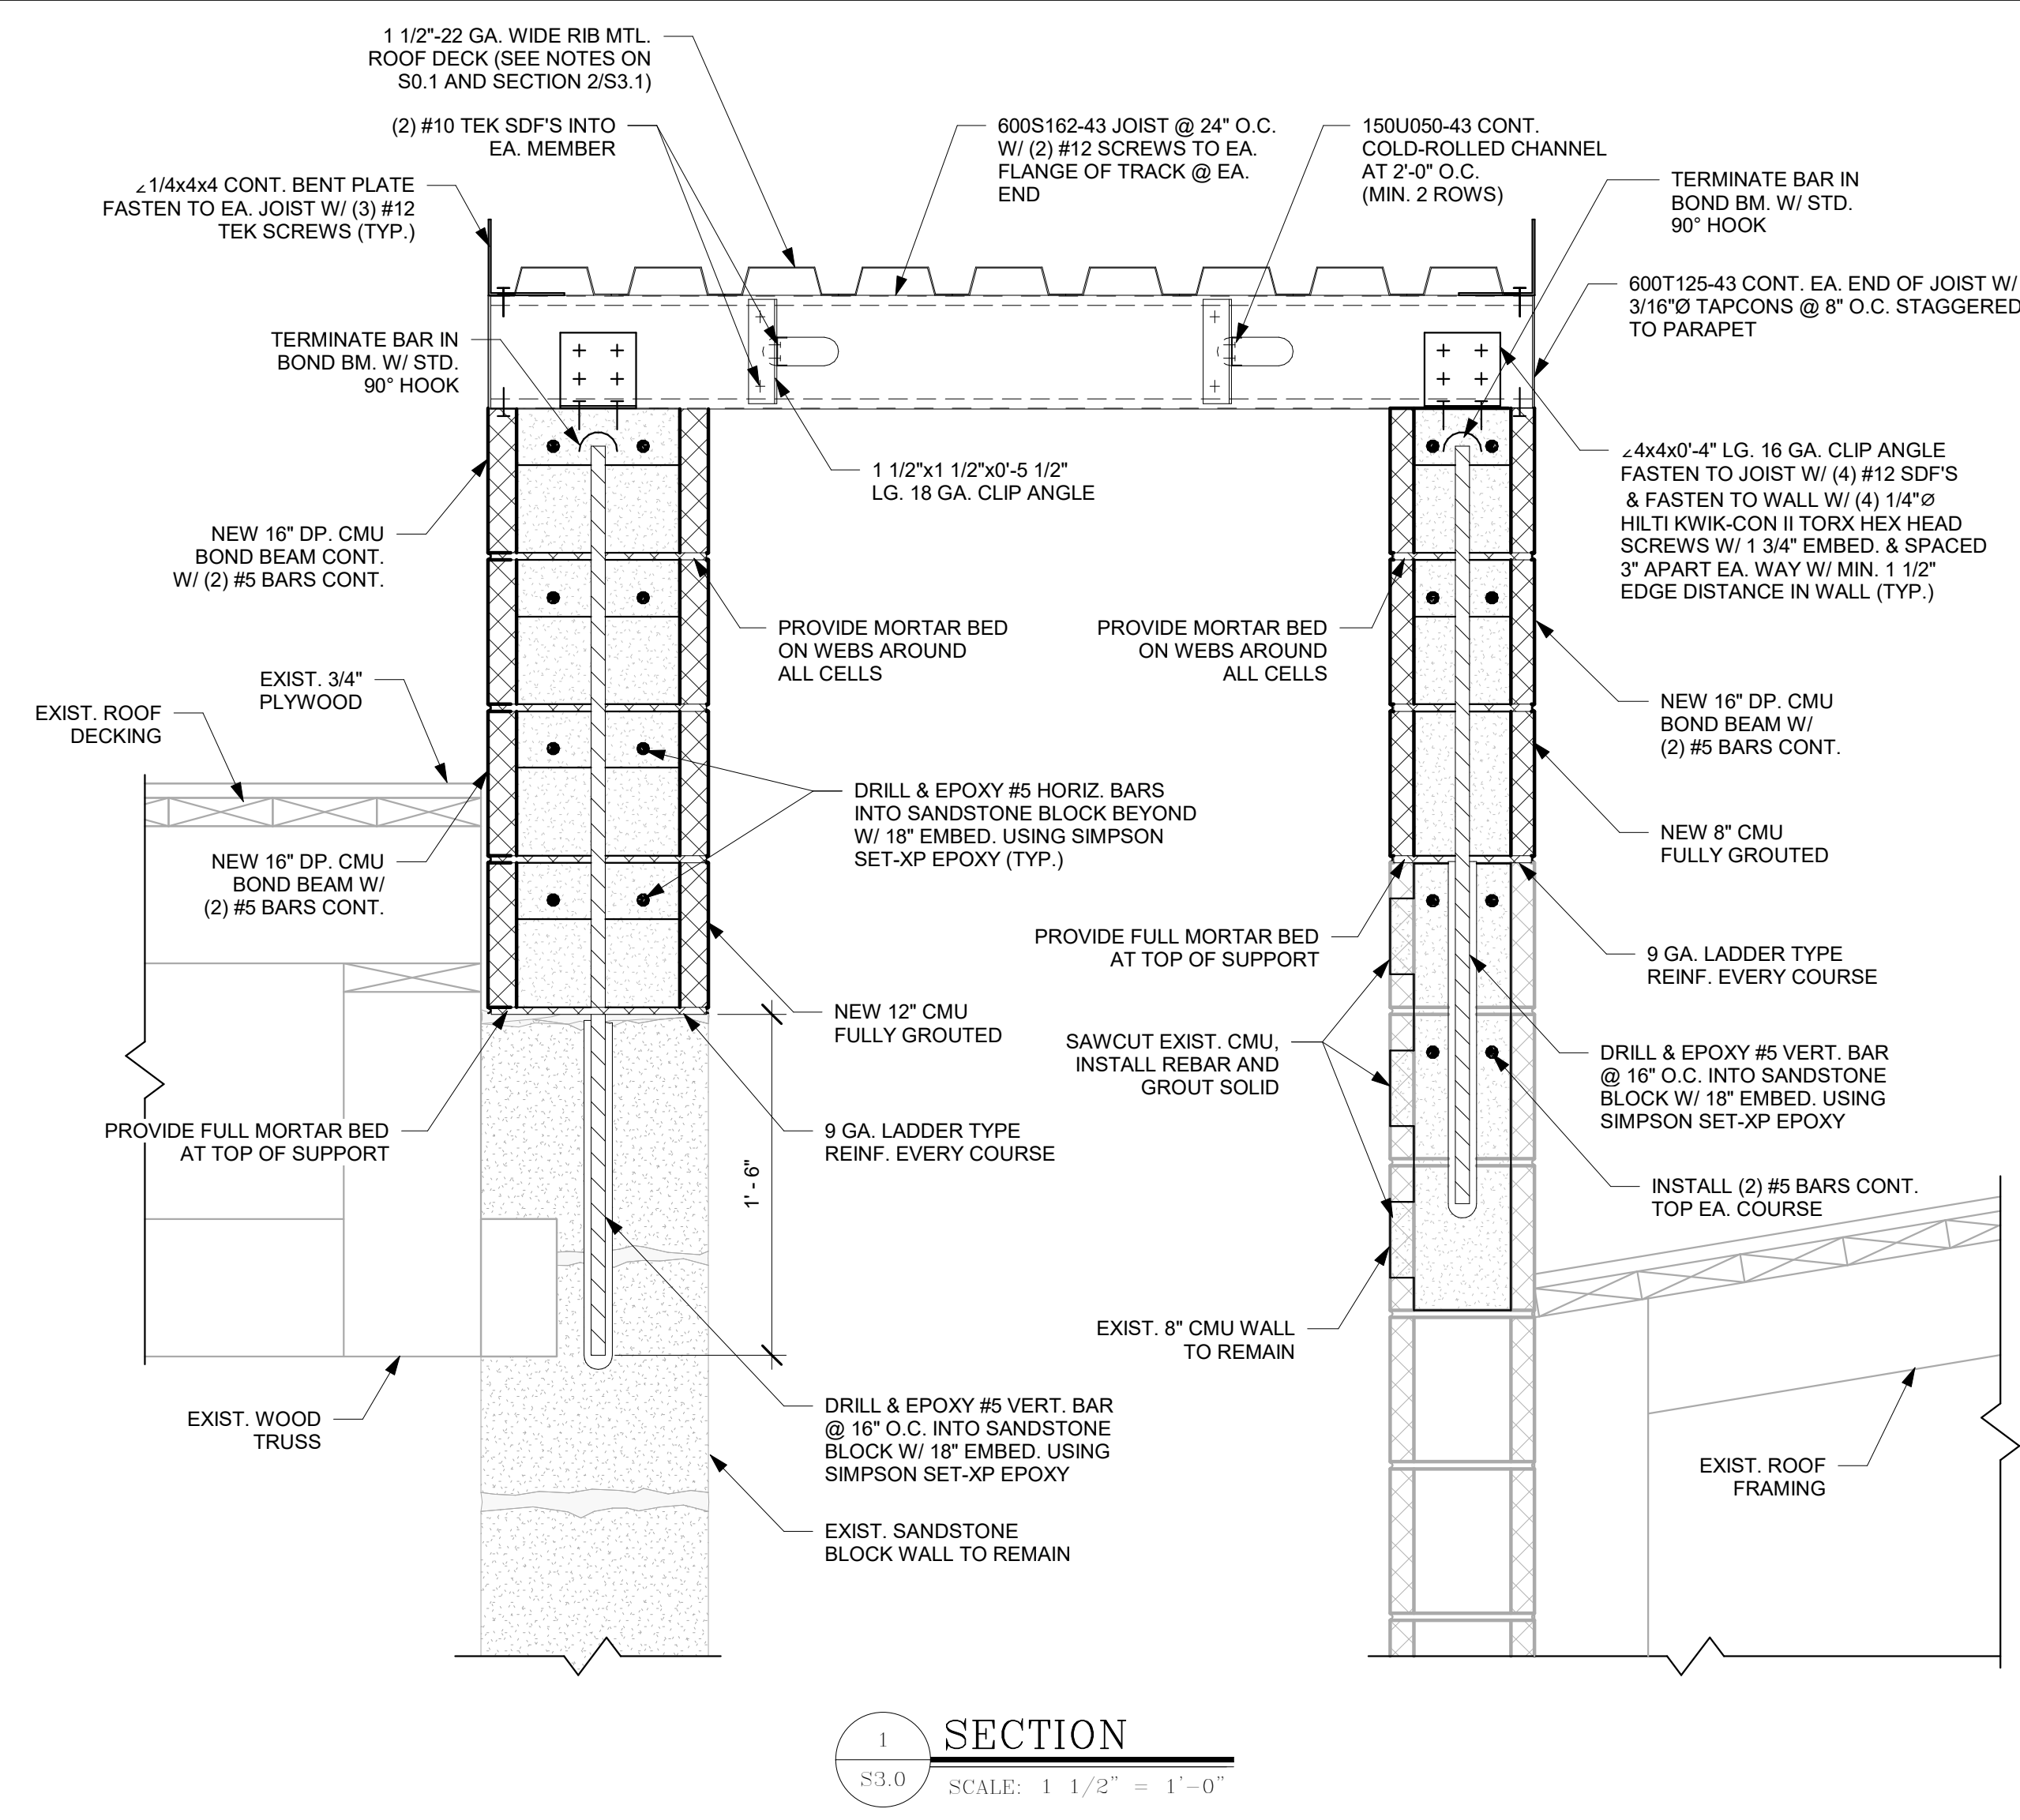 1 1/2"-22 GA. WIDE RIB MTL.
ROOF DECK (SEE NOTES ON
S0.1 AND SECTION 2/S3.1)
(2) #10 TEK SDF'S INTO
EA. MEMBER
∠1/4x4x4 CONT. BENT PLATE
FASTEN TO EA. JOIST W/ (3) #12
TEK SCREWS (TYP.)
600S162-43 JOIST @ 24" O.C.
W/ (2) #12 SCREWS TO EA.
FLANGE OF TRACK @ EA.
END
150U050-43 CONT.
COLD-ROLLED CHANNEL
AT 2'-0" O.C.
(MIN. 2 ROWS)
TERMINATE BAR IN
BOND BM. W/ STD.
90° HOOK
600T125-43 CONT. EA. END OF JOIST W/
3/16"Ø TAPCONS @ 8" O.C. STAGGERED
TO PARAPET
TERMINATE BAR IN
BOND BM. W/ STD.
90° HOOK
1 1/2"x1 1/2"x0'-5 1/2"
LG. 18 GA. CLIP ANGLE
∠4x4x0'-4" LG. 16 GA. CLIP ANGLE
FASTEN TO JOIST W/ (4) #12 SDF'S
& FASTEN TO WALL W/ (4) 1/4"Ø
HILTI KWIK-CON II TORX HEX HEAD
SCREWS W/ 1 3/4" EMBED. & SPACED
3" APART EA. WAY W/ MIN. 1 1/2"
EDGE DISTANCE IN WALL (TYP.)
NEW 16" DP. CMU
BOND BEAM CONT.
W/ (2) #5 BARS CONT.
PROVIDE MORTAR BED
ON WEBS AROUND
ALL CELLS
PROVIDE MORTAR BED
ON WEBS AROUND
ALL CELLS
EXIST. 3/4"
PLYWOOD
EXIST. ROOF
DECKING
NEW 16" DP. CMU
BOND BEAM W/
(2) #5 BARS CONT.
DRILL & EPOXY #5 HORIZ. BARS
INTO SANDSTONE BLOCK BEYOND
W/ 18" EMBED. USING SIMPSON
SET-XP EPOXY (TYP.)
NEW 8" CMU
FULLY GROUTED
NEW 16" DP. CMU
BOND BEAM W/
(2) #5 BARS CONT.
PROVIDE FULL MORTAR BED
AT TOP OF SUPPORT
9 GA. LADDER TYPE
REINF. EVERY COURSE
NEW 12" CMU
FULLY GROUTED
SAWCUT EXIST. CMU,
INSTALL REBAR AND
GROUT SOLID
DRILL & EPOXY #5 VERT. BAR
@ 16" O.C. INTO SANDSTONE
BLOCK W/ 18" EMBED. USING
SIMPSON SET-XP EPOXY
PROVIDE FULL MORTAR BED
AT TOP OF SUPPORT
9 GA. LADDER TYPE
REINF. EVERY COURSE
1' - 6"
INSTALL (2) #5 BARS CONT.
TOP EA. COURSE
EXIST. 8" CMU WALL
TO REMAIN
EXIST. WOOD
TRUSS
DRILL & EPOXY #5 VERT. BAR
@ 16" O.C. INTO SANDSTONE
BLOCK W/ 18" EMBED. USING
SIMPSON SET-XP EPOXY
EXIST. ROOF
FRAMING
EXIST. SANDSTONE
BLOCK WALL TO REMAIN
1
S3.0
SECTION
SCALE: 1 1/2" = 1'-0"